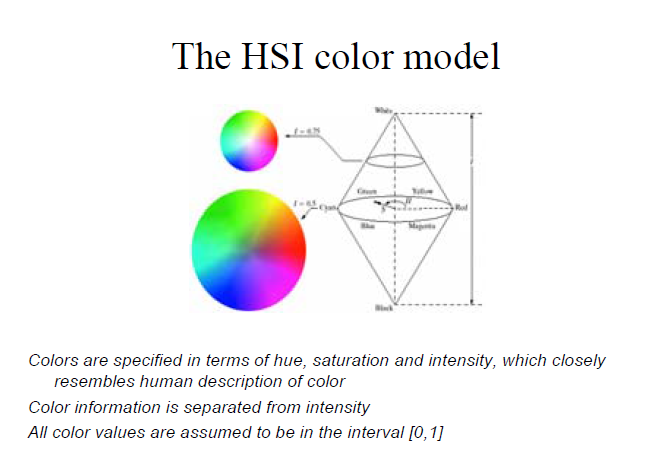 The HSI color model
White
I = 0.75
Green
Yellow
I = 0.5
Cyan
H
S
Red
Blue
Magenta
Black
Colors are specified in terms of hue, saturation and intensity, which closely
resembles human description of color
Color information is separated from intensity
All color values are assumed to be in the interval [0,1]